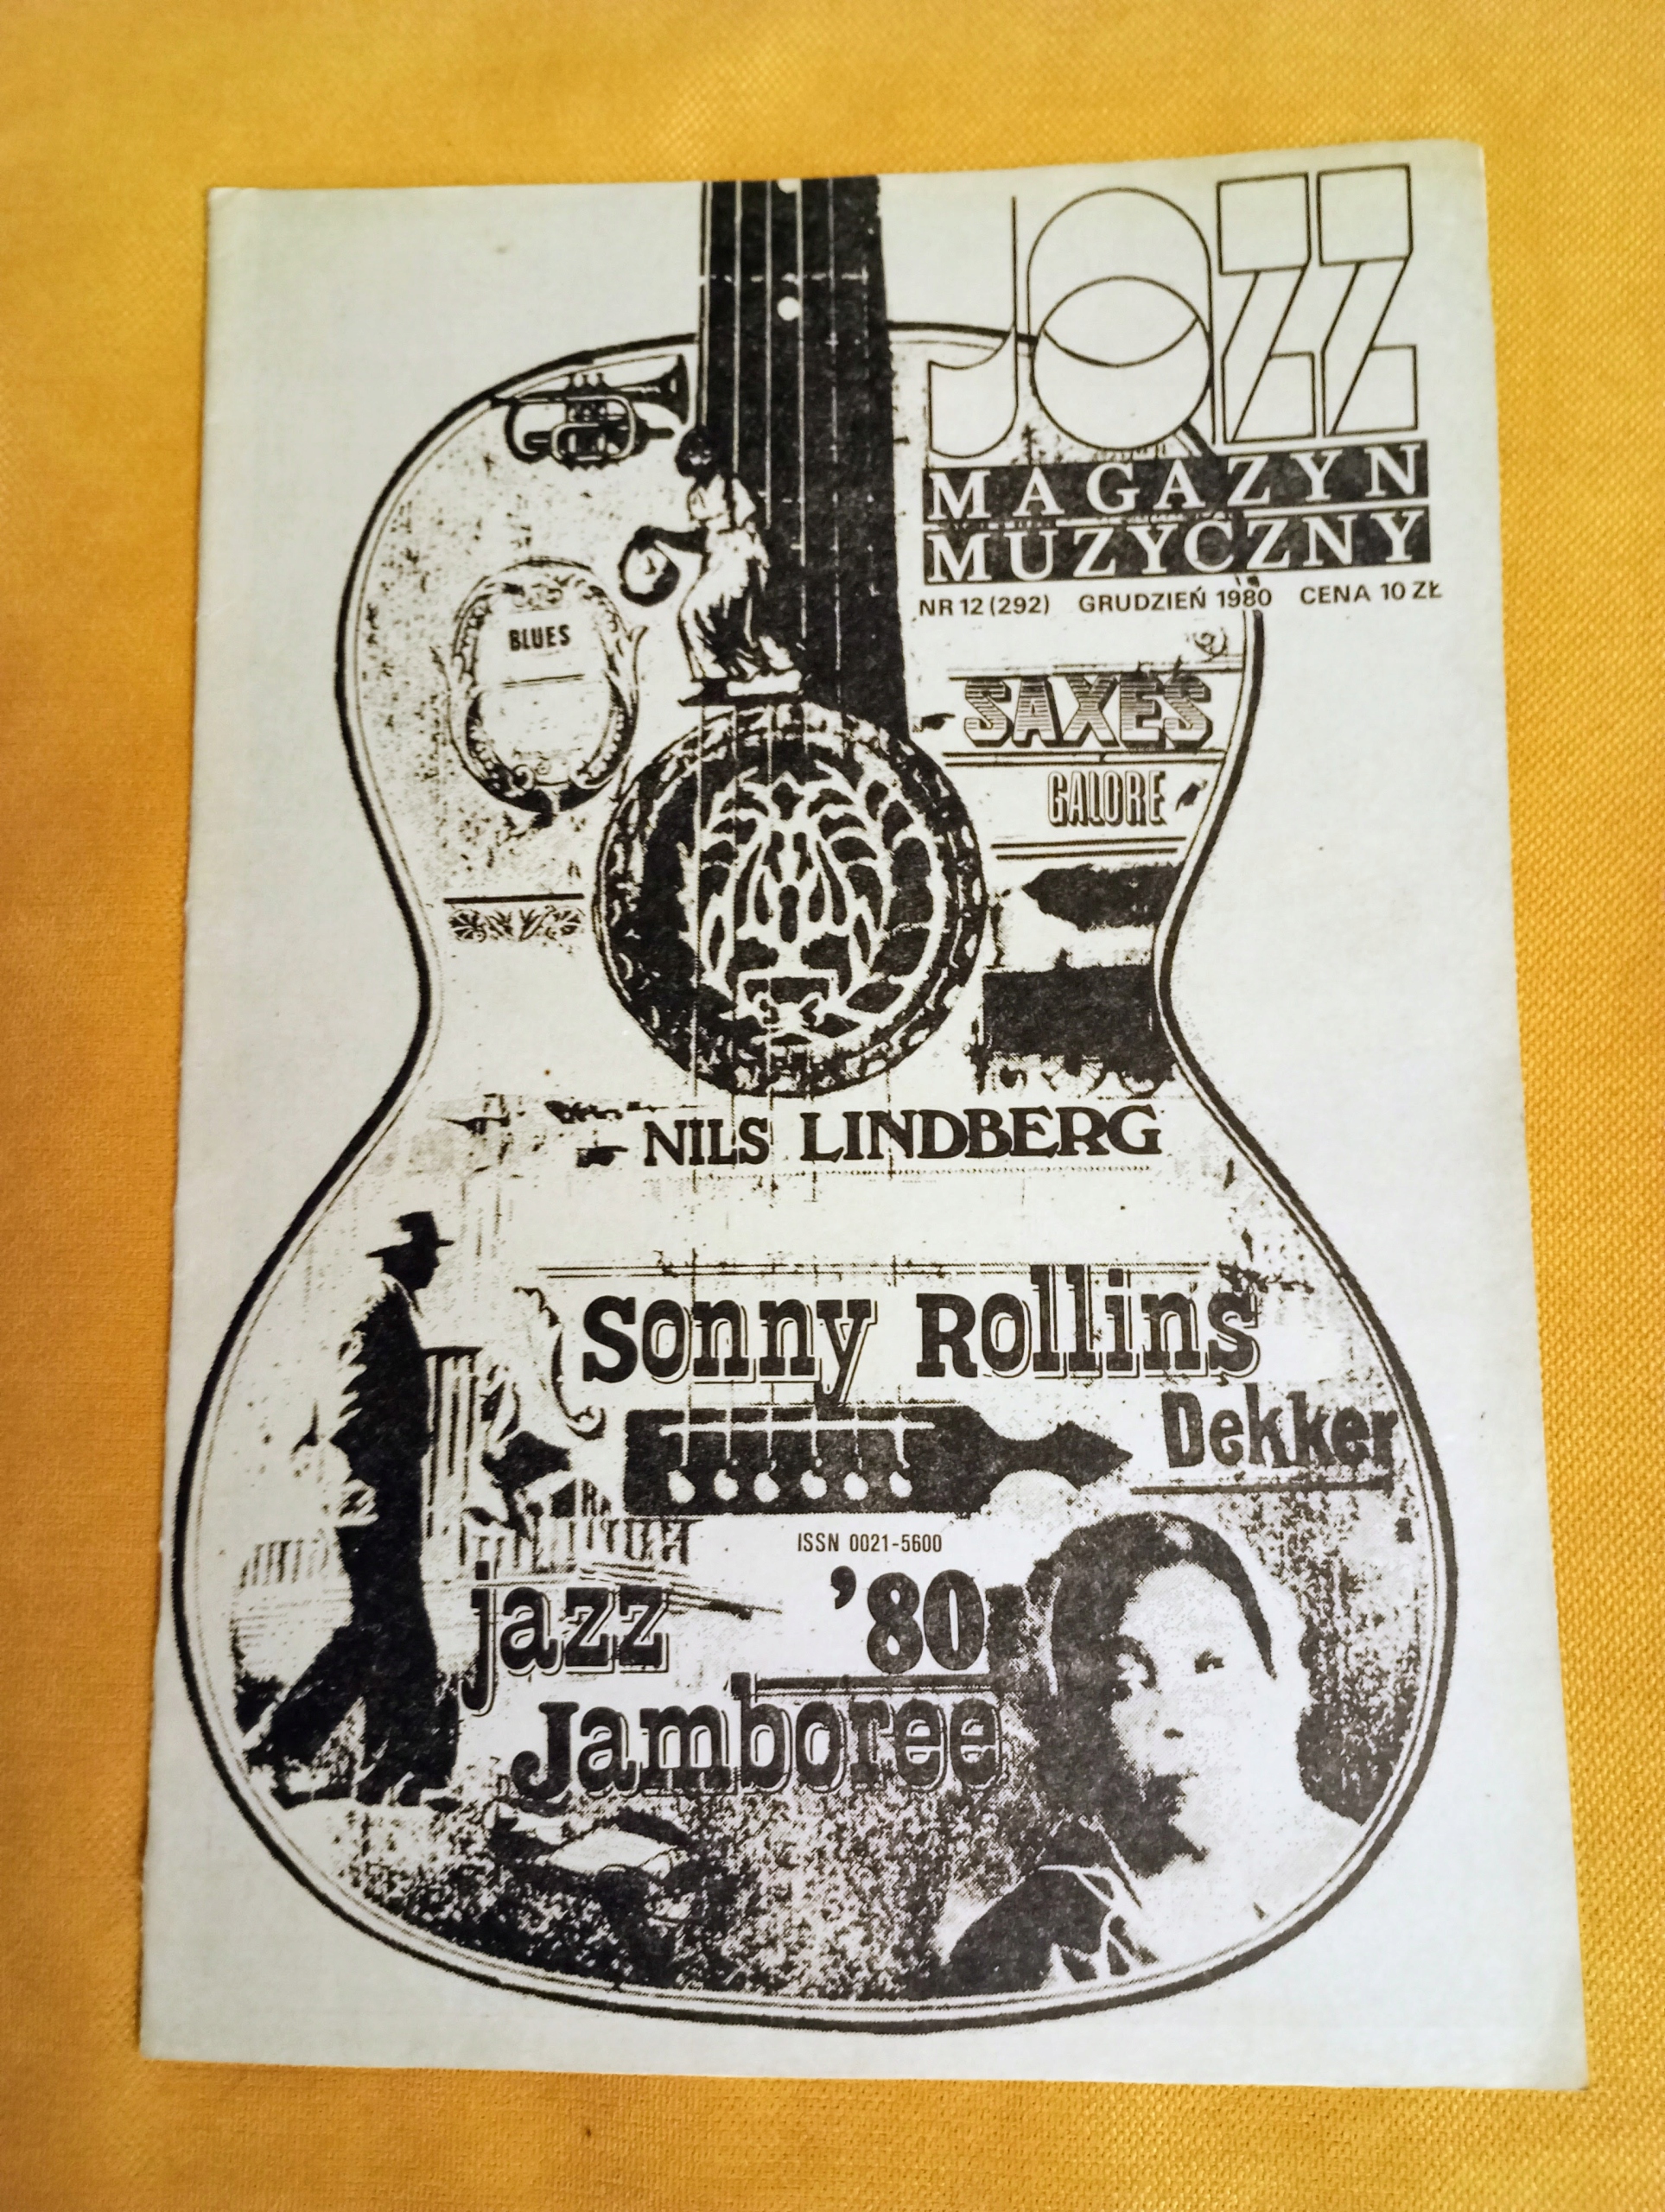 JAZZ
MAGAZYN
MUZYCZNY
NR 12 (292) GRUDZIEŃ 1980 CENA 10 ZŁ
BLUES
SAXES
GALORE
NILS LINDBERG
Sonny Rollins
Dekker
ISSN 0021-5600
jazz '80
Jamboree